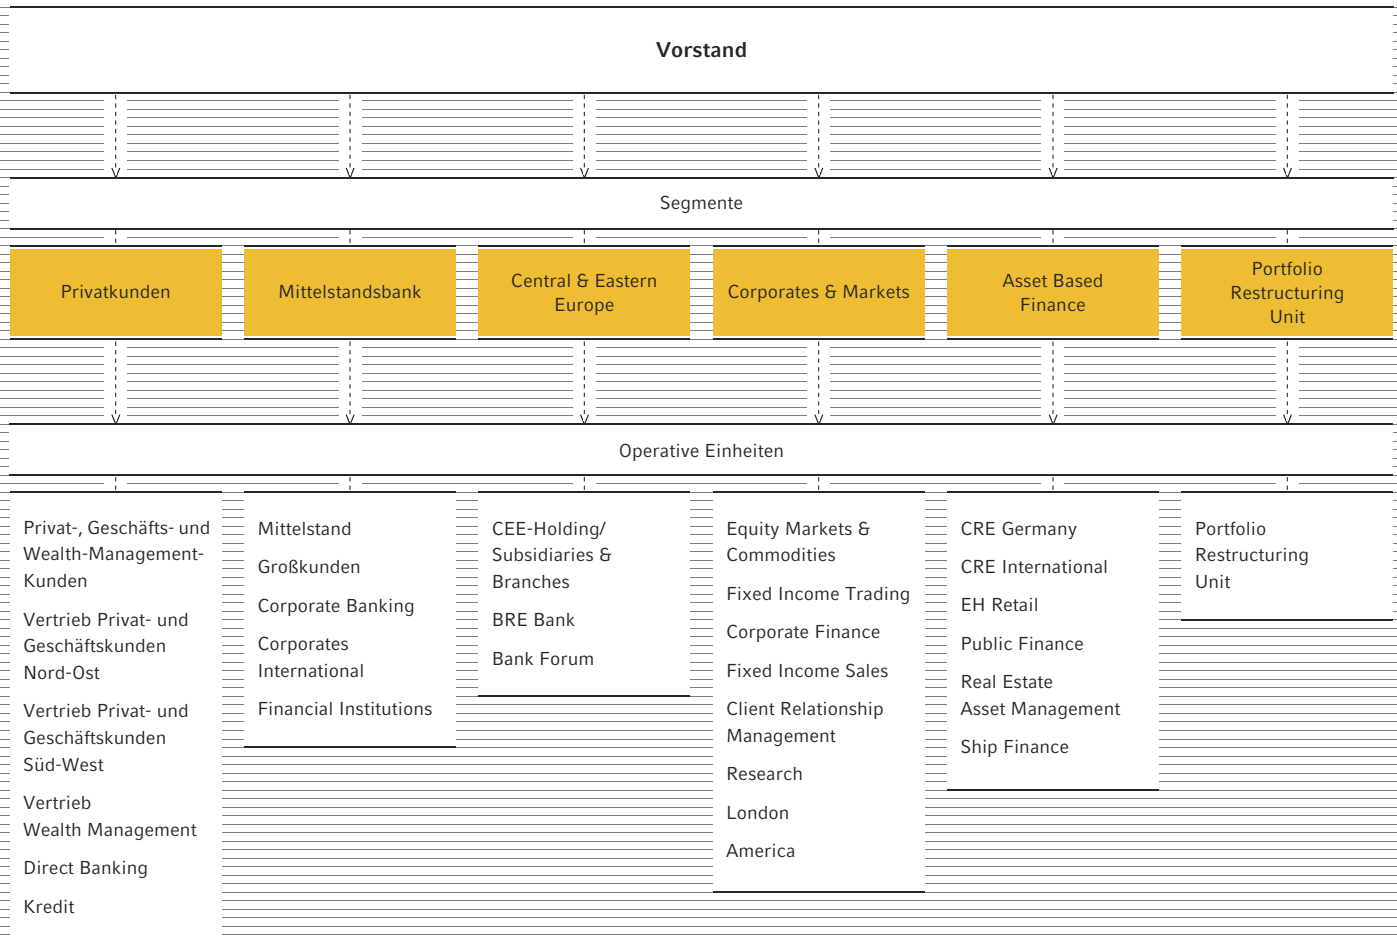 Vorstand
Segmente
Privatkunden
Mittelstandsbank
Central & Eastern
Europe
Corporates & Markets
Asset Based
Finance
Portfolio
Restructuring
Unit
Operative Einheiten
Privat-, Geschäfts- und
Wealth-Management-
Kunden
Vertrieb Privat- und
Geschäftskunden
Nord-Ost
Vertrieb Privat- und
Geschäftskunden
Süd-West
Vertrieb
Wealth Management
Direct Banking
Kredit
Mittelstand
Großkunden
Corporate Banking
Corporates
International
Financial Institutions
CEE-Holding/
Subsidiaries &
Branches
BRE Bank
Bank Forum
Equity Markets &
Commodities
Fixed Income Trading
Corporate Finance
Fixed Income Sales
Client Relationship
Management
Research
London
America
CRE Germany
CRE International
EH Retail
Public Finance
Real Estate
Asset Management
Ship Finance
Portfolio
Restructuring
Unit